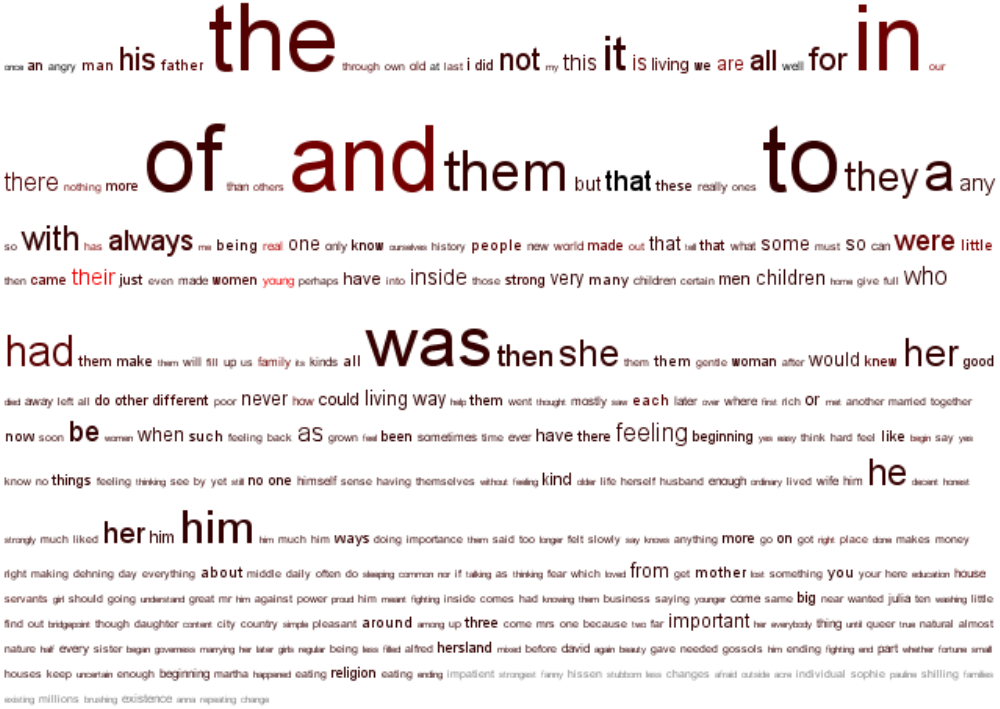 once an angry man his father the through own old at last i did not my this it is living we are all well for in our
there nothing more of and them than others but that these really ones to they a any
so with has always me being real one only know ourselves history people new world made out that tell that what some must so can were little
then came their just even made women young perhaps have into inside those strong very many children certain men children home give full who
had them make them will fill up us family its kinds all was then she them them gentle woman after would knew her good
died away left all do other different poor never how could living way help them went thought mostly saw each later over where first rich or met another married together
now soon be women when such feeling back as grown feel been sometimes time ever have there feeling beginning yes easy think hard feel like begin say yes
know no things feeling thinking see by yet still no one himself sense having themselves without feeling kind older life herself husband enough ordinary lived wife him he decent honest
strongly much liked her him him him much him ways doing importance them said too longer felt slowly say knows anything more go on got right place done makes money
right making dehning day everything about middle daily often do sleeping common nor if talking as thinking fear which loved from get mother lost something you your here education house
servants girl should going understand great mr him against power proud him meant fighting inside comes had knowing them business saying younger come same big near wanted julia ten washing little
find out bridgepoint though daughter content city country simple pleasant around among up three come mrs one because two far important her everybody thing until queer true natural almost
nature half every sister began governess marrying her later girls regular being less filled alfred hersland mixed before david again beauty gave needed gossols him ending fighting end part whether fortune small
houses keep uncertain enough beginning martha happened eating religion eating ending impatient strongest fanny hissen stubborn less changes afraid outside acre individual sophie pauline shilling families
existing millions brushing existence anna repeating change